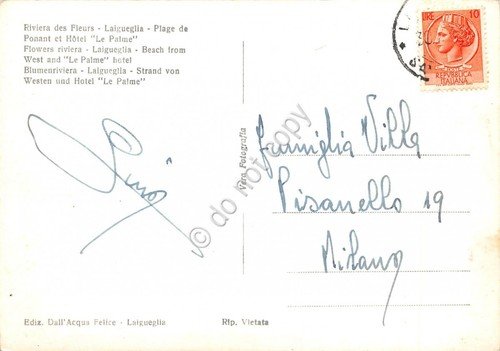 Riviera des Fleurs - Laigueglia - Plage de
Ponant et Hôtel "Le Palme"
Flowers riviera - Laigueglia - Beach from
West and "Le Palme" hotel
Blumenriviera - Laigueglia - Strand von
Westen und Hotel "Le Palme"
LIRE 10
REPUBBLICA
ITALIANA
Vera Fotografia
Famiglia Villa
Pisanello 19
Milano
© do not copy
Ediz. Dall'Acqua Felice - Laigueglia
Rip. Vietata